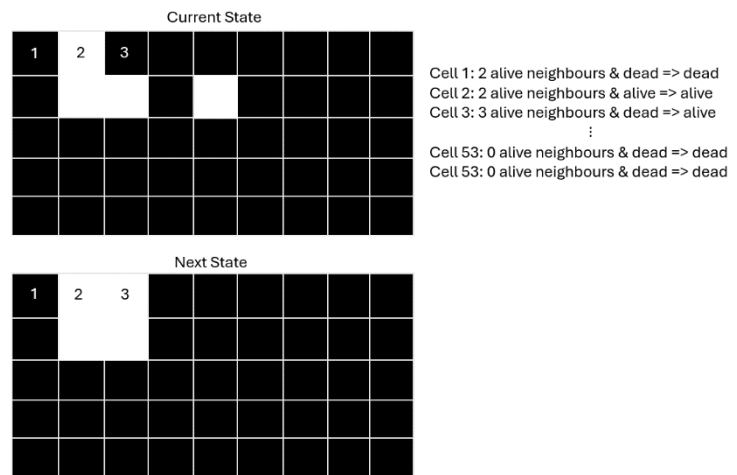 Current State
1 2 3
Cell 1: 2 alive neighbours & dead => dead
Cell 2: 2 alive neighbours & alive => alive
Cell 3: 3 alive neighbours & dead => alive
⋮
Cell 53: 0 alive neighbours & dead => dead
Cell 53: 0 alive neighbours & dead => dead
Next State
1 2 3